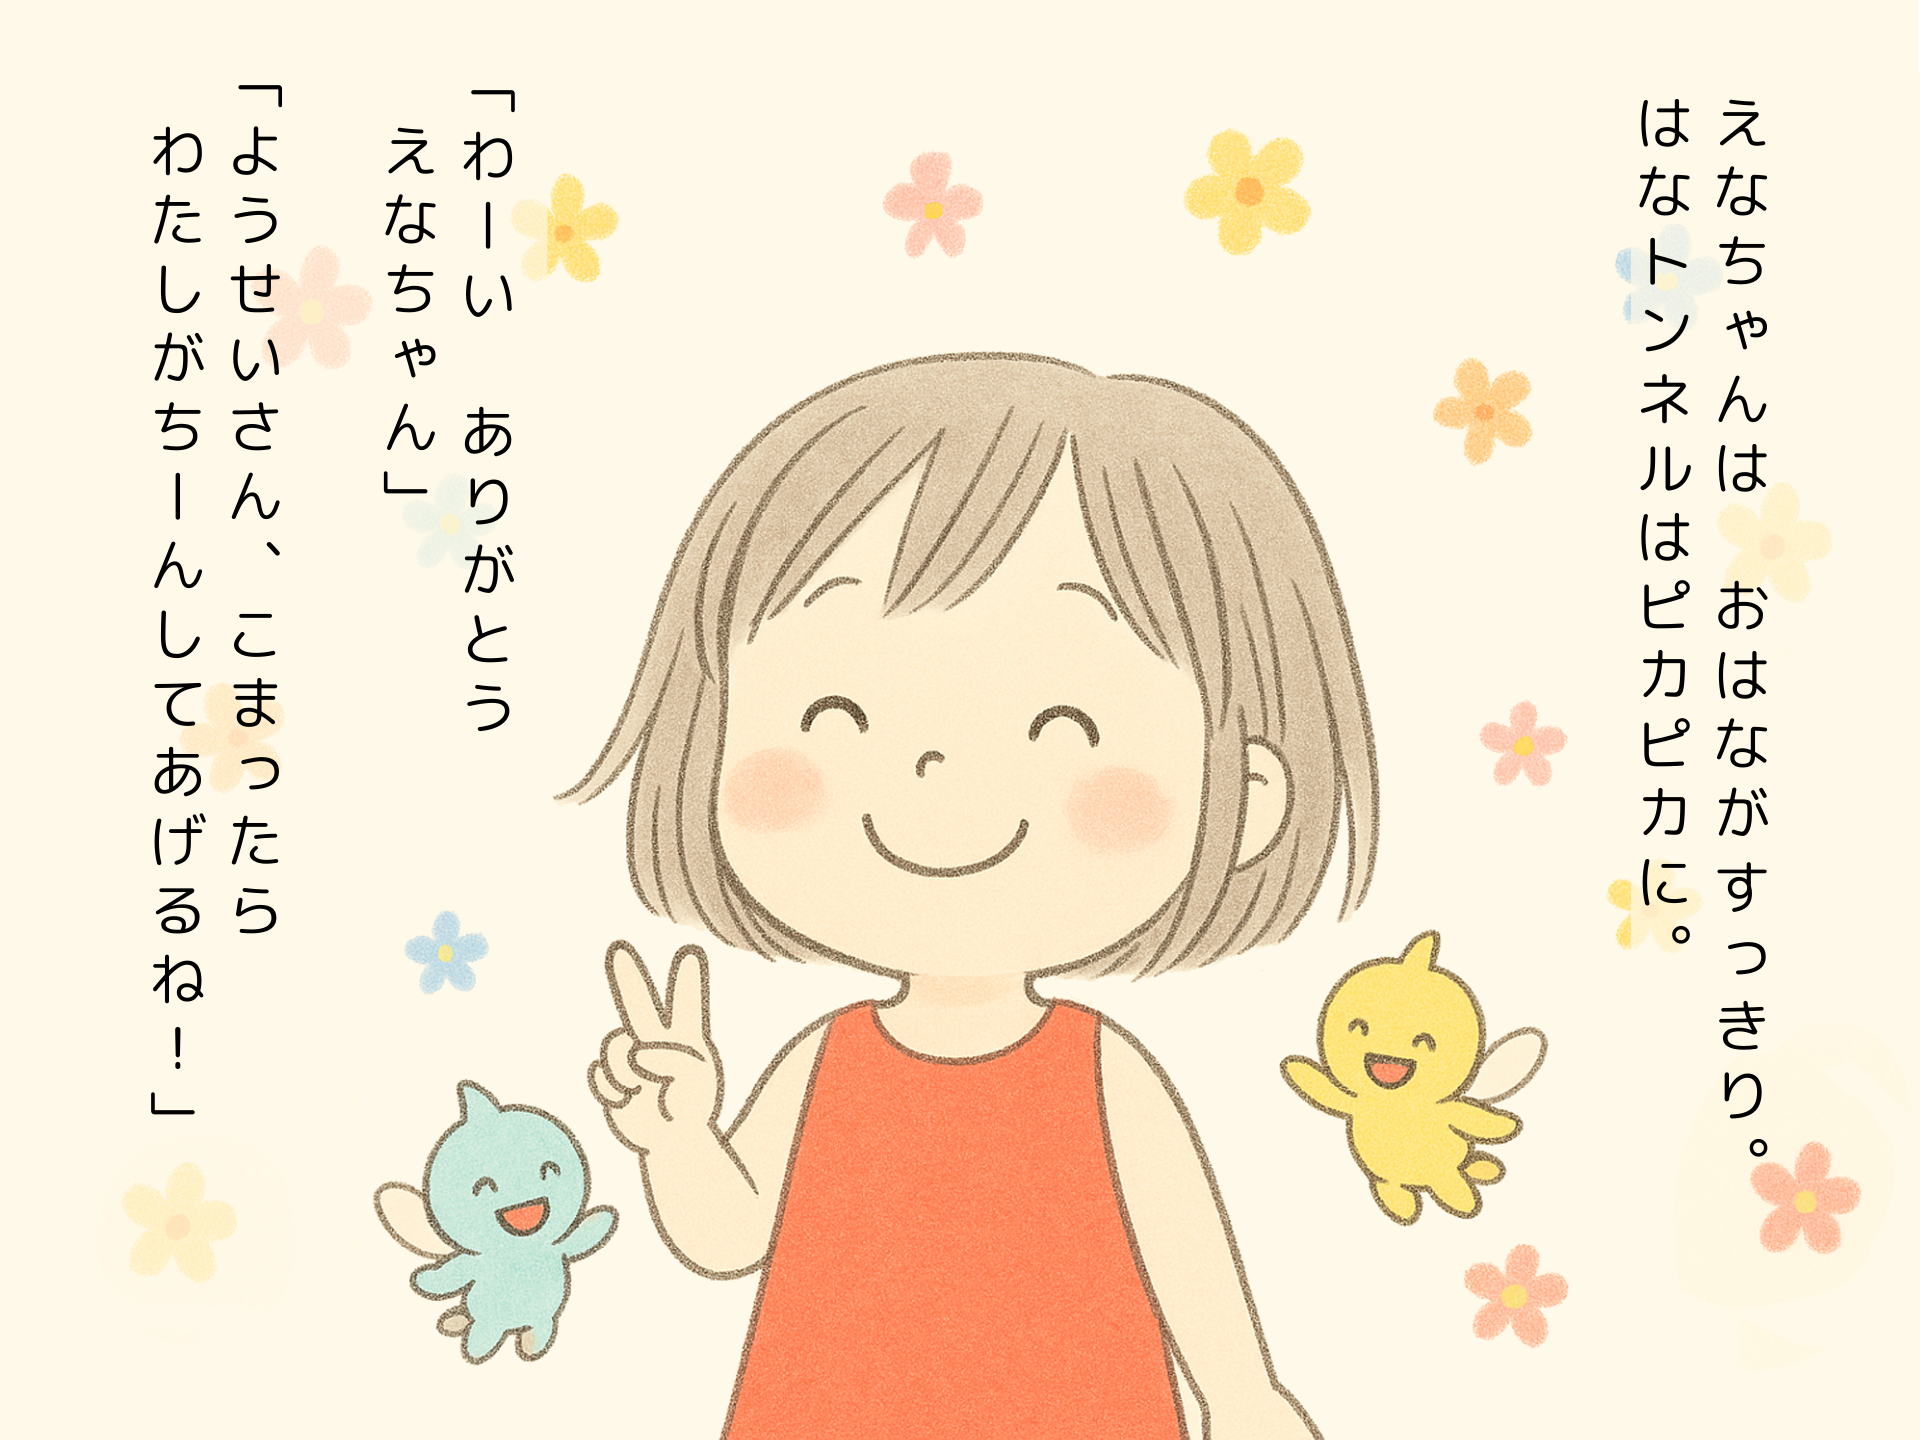 えなちゃんは　おはながすっきり。
はなトンネルはピカピカに。
「わーい　ありがとう
えなちゃん」
「ようせいさん、こまったら
わたしがちーんしてあげるね！」